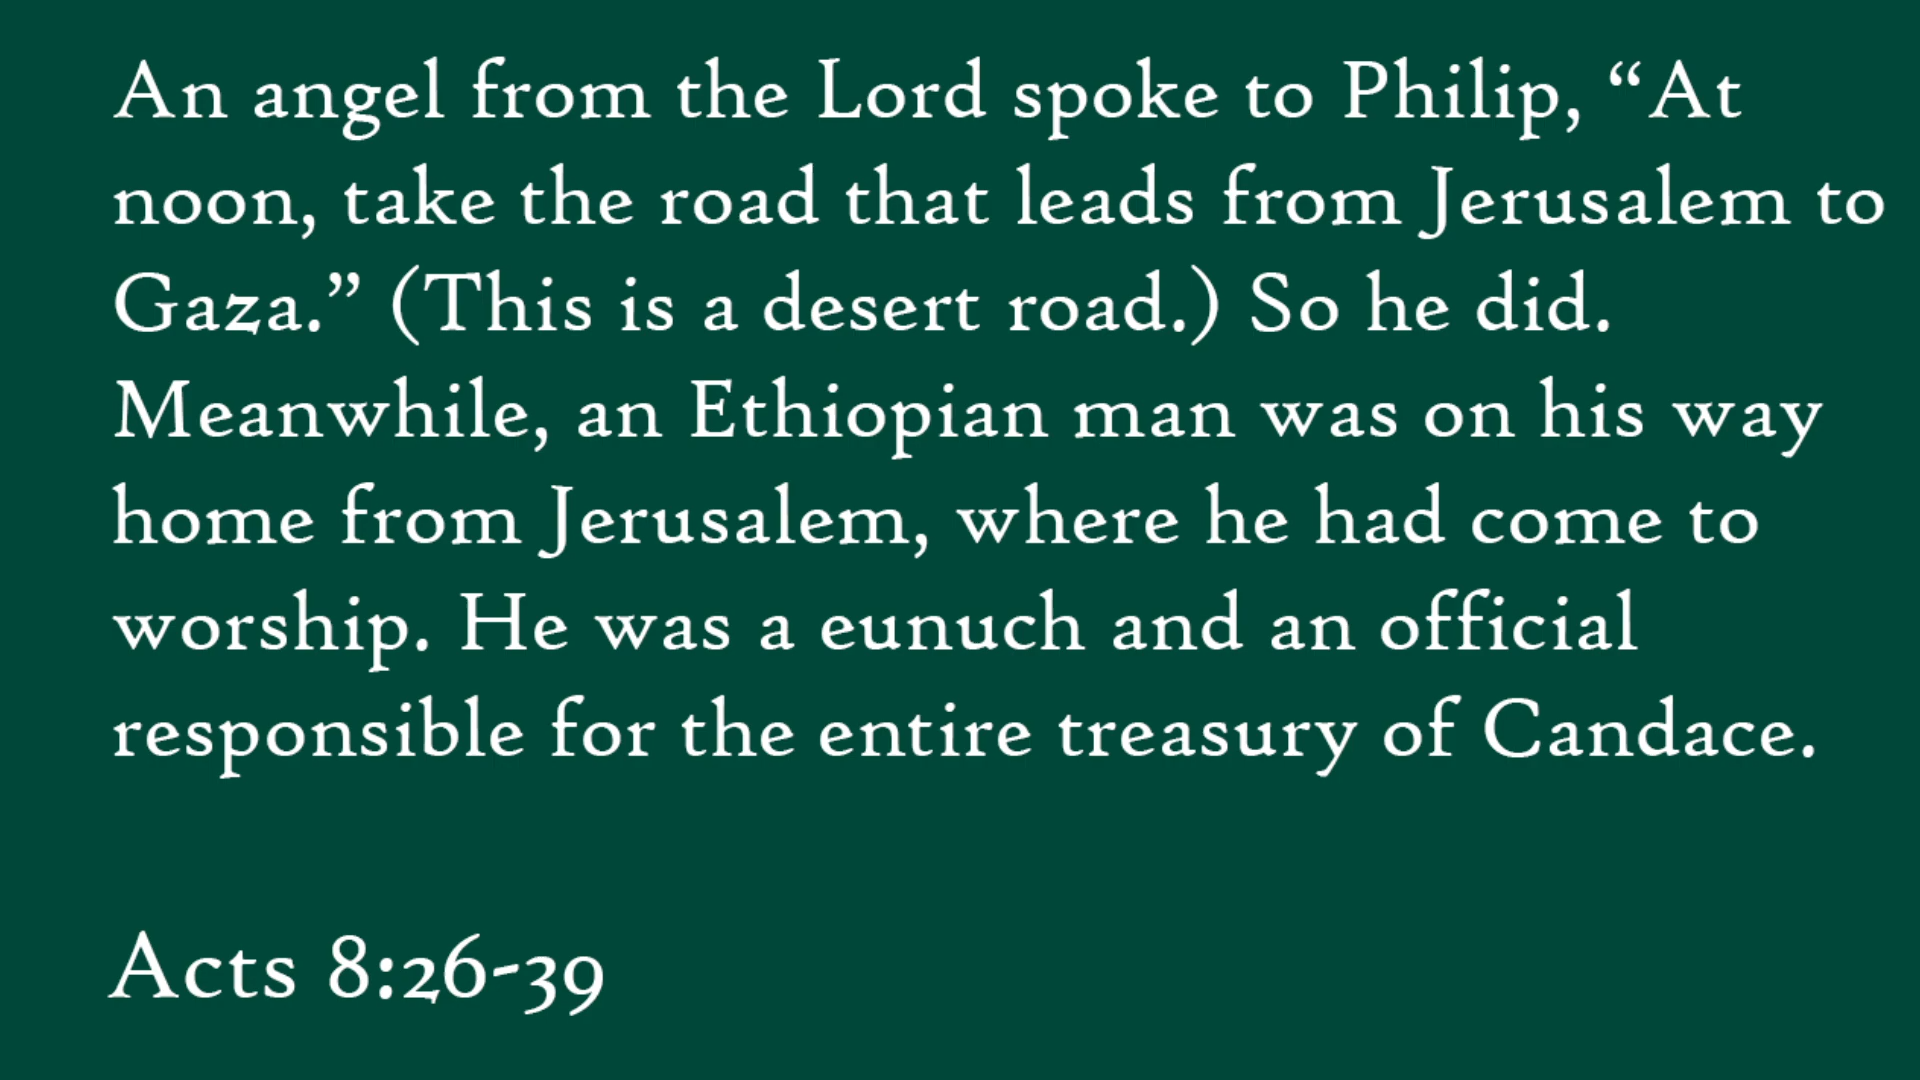 An angel from the Lord spoke to Philip, “At
noon, take the road that leads from Jerusalem to
Gaza.” (This is a desert road.) So he did.
Meanwhile, an Ethiopian man was on his way
home from Jerusalem, where he had come to
worship. He was a eunuch and an official
responsible for the entire treasury of Candace.
Acts 8:26-39